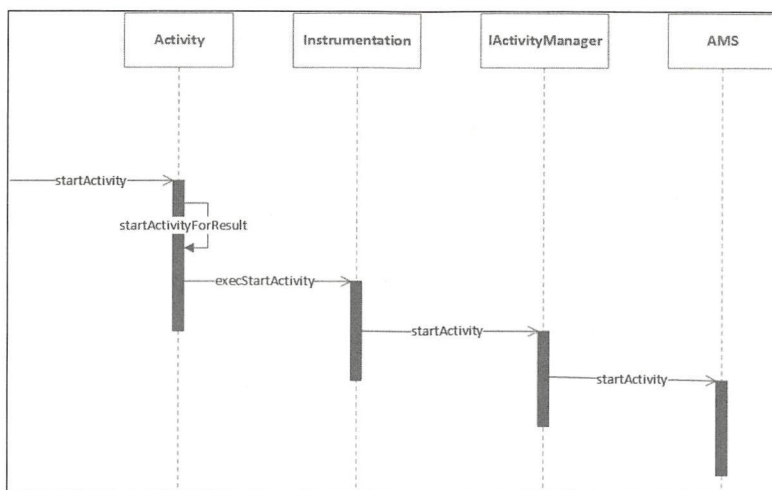 Activity
Instrumentation
IActivityManager
AMS
startActivity
startActivityForResult
execStartActivity
startActivity
startActivity